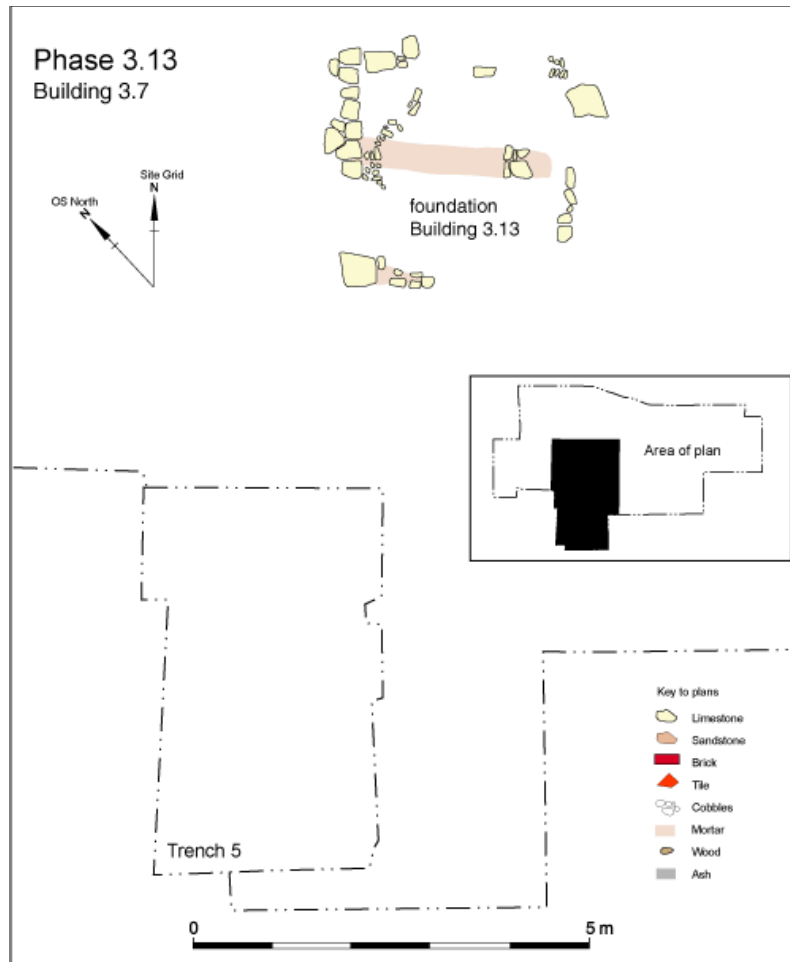 Phase 3.13
Building 3.7
Site Grid
N
OS North
N
foundation
Building 3.13
Area of plan
Trench 5
Key to plans
Limestone
Sandstone
Brick
Tile
Cobbles
Mortar
Wood
Ash
0
5 m